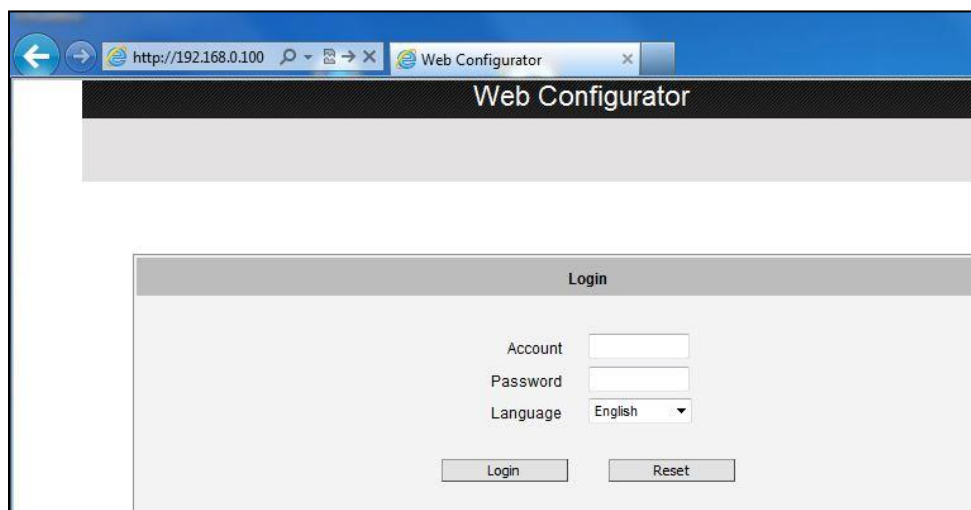 http://192.168.0.100
Web Configurator
Web Configurator
Login
Account
Password
Language English
Login Reset